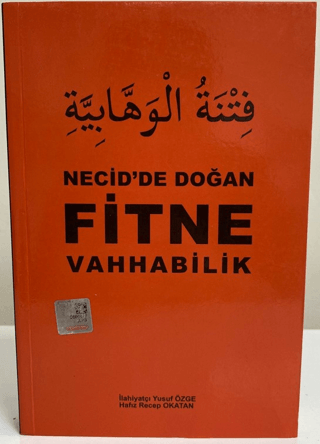 فِتْنَةُ الْوَهَّابِيَّةِ
NECİD'DE DOĞAN
FİTNE
VAHHABİLİK
İlahiyatçı Yusuf ÖZGE
Hafız Recep OKATAN